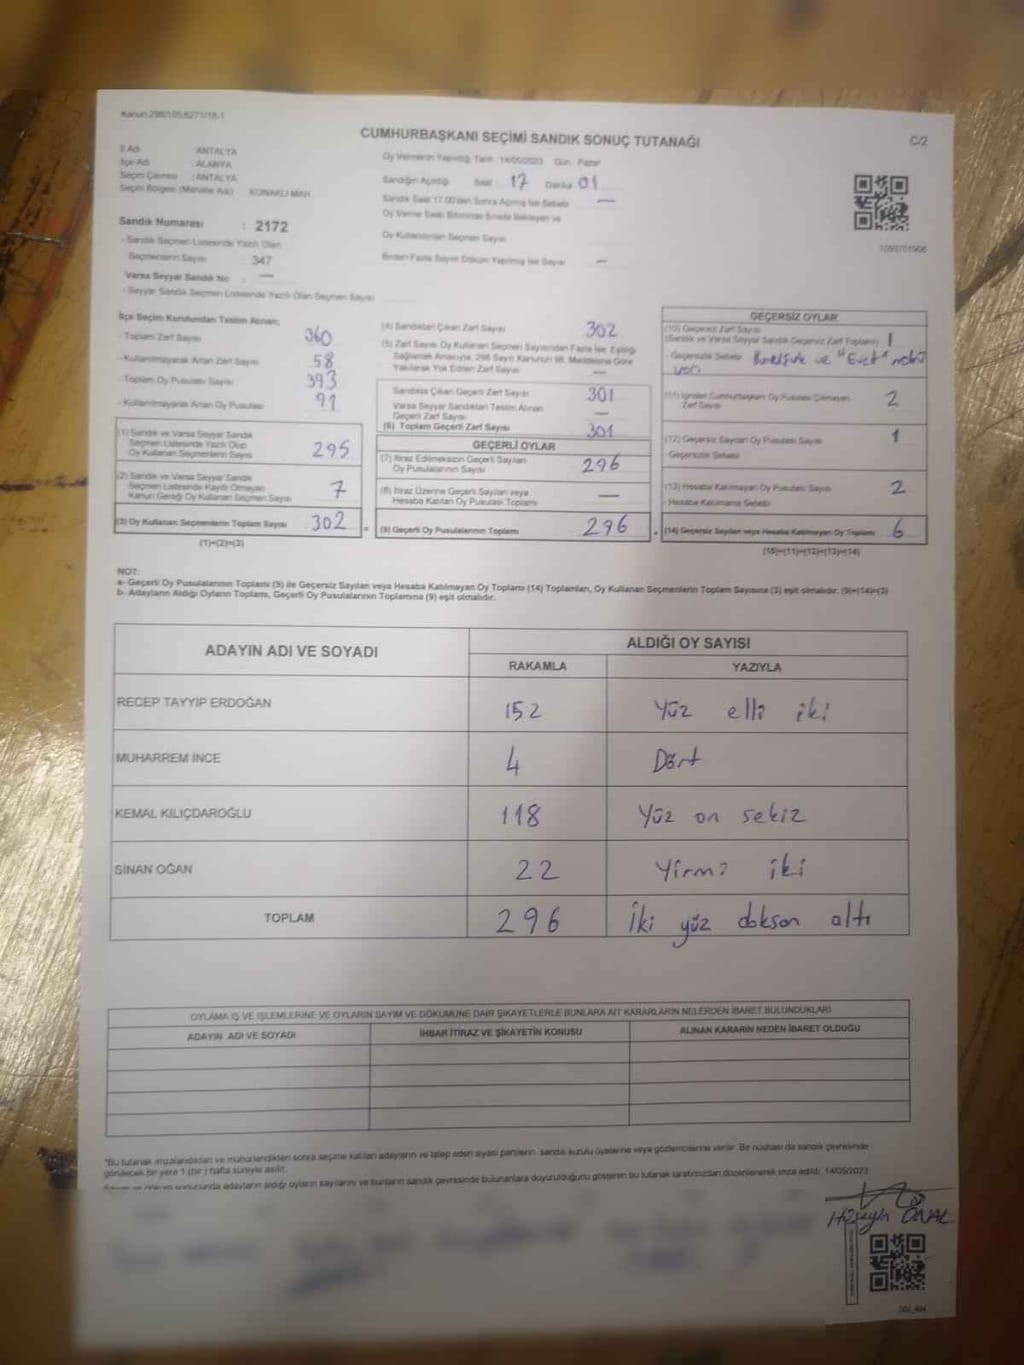 Kanun:298/105,6271/18-1
CUMHURBAŞKANI SEÇİMİ SANDIK SONUÇ TUTANAĞI
C/2
İl Adı : ANTALYA
İlçe Adı : ALANYA
Seçim Çevresi : ANTALYA
Seçim Bölgesi (Mahalle Adı) : KONAKLI MAH.
Sandık Numarası : 2172
- Sandık Seçmen Listesinde Yazılı Olan
Seçmenlerin Sayısı : 347
Varsa Seyyar Sandık No : —
- Seyyar Sandık Seçmen Listesinde Yazılı Olan Seçmen Sayısı
Oy Vermenin Yapıldığı Tarih 14/05/2023 Gün Pazar
Sandığın Açıldığı Saat 17 Dakika 01
Sandık Saat 17.00'den Sonra Açılmış İse Sebebi —
Oy Verme Saati Bitiminde Sırada Bekleyen ve
Oy Kullandırılan Seçmen Sayısı
Birden Fazla Sayım Döküm Yapılmış İse Sayısı —
İlçe Seçim Kurulundan Teslim Alınan;
- Toplam Zarf Sayısı 360
- Kullanılmayarak Artan Zarf Sayısı 58
- Toplam Oy Pusulası Sayısı 393
- Kullanılmayarak Artan Oy Pusulası 91
(1) Sandık ve Varsa Seyyar Sandık
Seçmen Listesinde Yazılı Olup
Oy Kullanan Seçmenlerin Sayısı 295
(2) Sandık ve Varsa Seyyar Sandık
Seçmen Listesinde Kayıtlı Olmayan
Kanun Gereği Oy Kullanan Seçmen Sayısı 7
(3) Oy Kullanan Seçmenlerin Toplam Sayısı 302
(1)+(2)=(3)
(4) Sandıktan Çıkan Zarf Sayısı 302
(5) Zarf Sayısı Oy Kullanan Seçmen Sayısından Fazla İse, Eşitliği
Sağlamak Amacıyla, 298 Sayılı Kanunun 98. Maddesine Göre
Yakılarak Yok Edilen Zarf Sayısı —
Sandıkta Çıkan Geçerli Zarf Sayısı 301
Varsa Seyyar Sandıktan Teslim Alınan
Geçerli Zarf Sayısı —
(6) Toplam Geçerli Zarf Sayısı 301
GEÇERLİ OYLAR
(7) İtiraz Edilmeksizin Geçerli Sayılan
Oy Pusulalarının Sayısı 296
(8) İtiraz Üzerine Geçerli Sayılan veya
Hesaba Katılan Oy Pusulası Toplamı —
(9) Geçerli Oy Pusulalarının Toplamı 296
GEÇERSİZ OYLAR
(10) Geçersiz Zarf Sayısı
(Sandık ve Varsa Seyyar Sandık Geçersiz Zarf Toplamı) 1
- Geçersizlik Sebebi ve "Evet"
var
(11) İçinden Cumhurbaşkanı Oy Pusulası Çıkmayan
Zarf Sayısı 2
(12) Geçersiz Sayılan Oy Pusulası Sayısı 1
- Geçersizlik Sebebi
(13) Hesaba Katılmayan Oy Pusulası Sayısı 2
- Hesaba Katılmama Sebebi
(14) Geçersiz Sayılan veya Hesaba Katılmayan Oy Toplamı 6
(10)+(11)+(12)+(13)=(14)
NOT:
a- Geçerli Oy Pusulalarının Toplamı (9) ile Geçersiz Sayılan veya Hesaba Katılmayan Oy Toplamı (14) Toplamları, Oy Kullanan Seçmenlerin Toplam Sayısına (3) eşit olmalıdır. (9)+(14)=(3)
b- Adayların Aldığı Oyların Toplamı, Geçerli Oy Pusulalarının Toplamına (9) eşit olmalıdır.
ADAYIN ADI VE SOYADI
ALDIĞI OY SAYISI
RAKAMLA YAZIYLA
RECEP TAYYİP ERDOĞAN 152 Yüz elli iki
MUHARREM İNCE 4 Dört
KEMAL KILIÇDAROĞLU 118 Yüz on sekiz
SİNAN OĞAN 22 Yirmi iki
TOPLAM 296 İki yüz doksan altı
OYLAMA İŞ VE İŞLEMLERİNE VE OYLARIN SAYIM VE DÖKÜMÜNE DAİR ŞİKAYETLERLE BUNLARA AİT KARARLARIN NELERDEN İBARET BULUNDUKLARI
ADAYIN ADI VE SOYADI İHBAR İTİRAZ VE ŞİKAYETİN KONUSU ALINAN KARARIN NEDEN İBARET OLDUĞU
"Bu tutanak imzalandıktan ve mühürlendikten sonra seçime katılan adayların ve talep eden siyasi partilerin sandık kurulu üyelerine veya gözlemcilerine verilir. Bir nüshası da sandık çevresinde
görülecek bir yere 1 (bir) hafta süreyle asılır.
Sayım ve döküm sonucunda adayların aldığı oyların sayılarını ve bunların sandık çevresinde bulunanlara duyurulduğunu gösteren bu tutanak tarafımızdan düzenlenerek imza edildi. 14/05/2023
Hüseyin ÖNAL